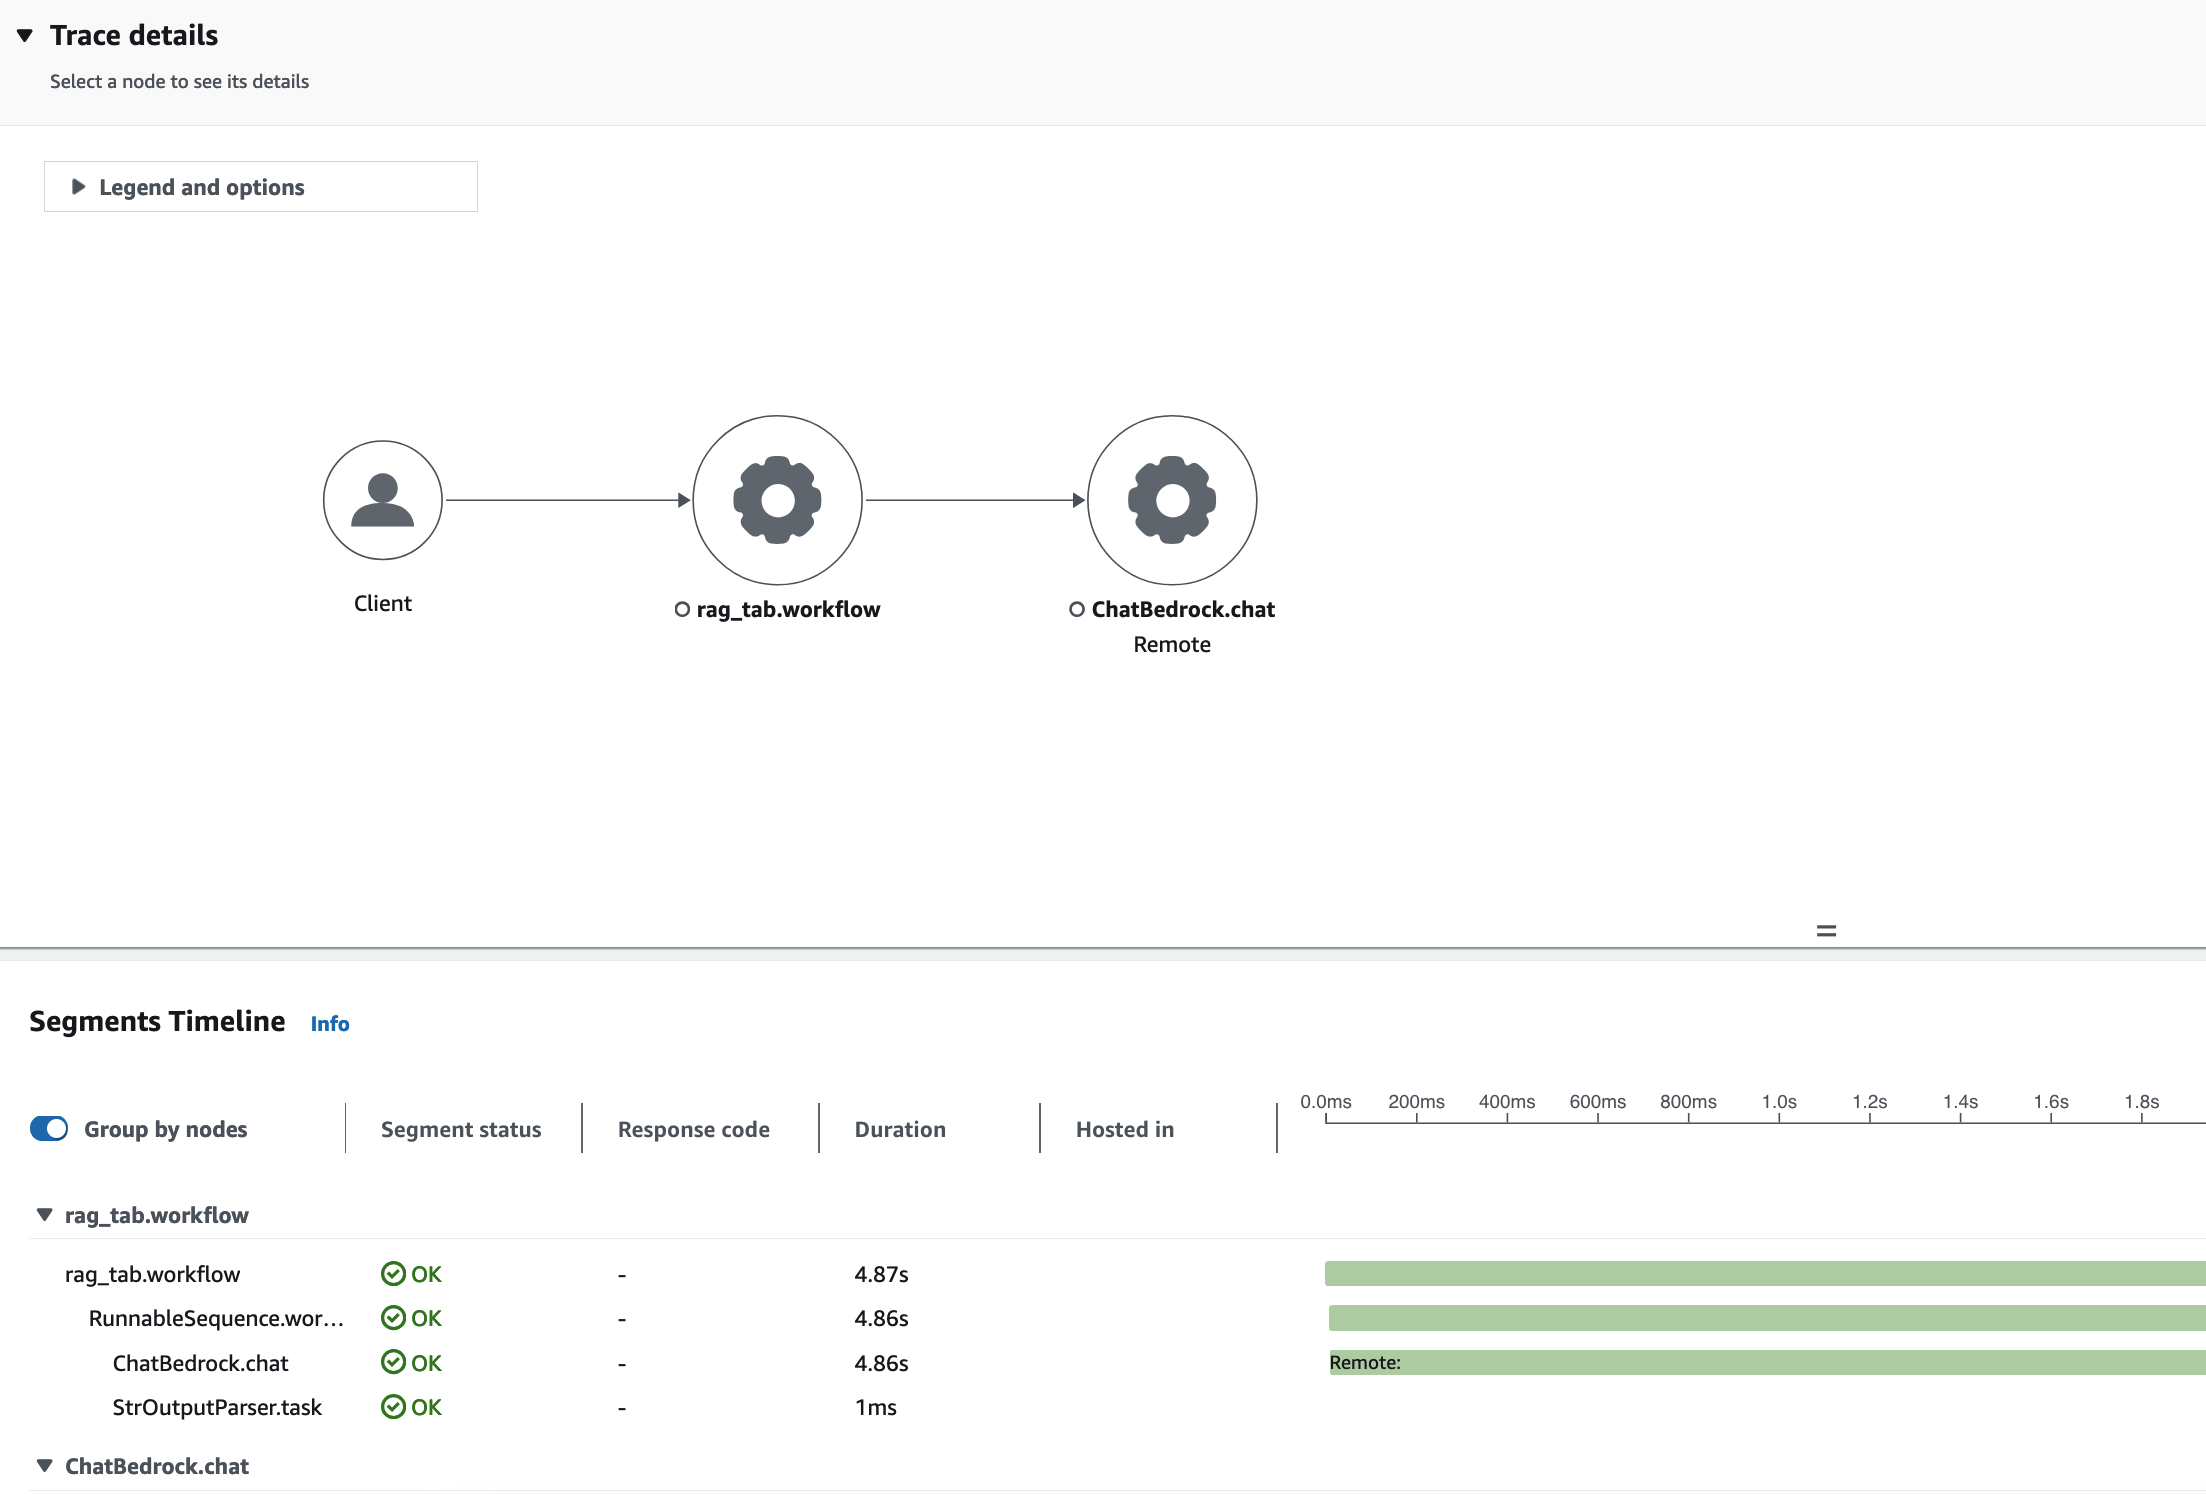 Trace details
Select a node to see its details
Legend and options
Client
rag_tab.workflow
ChatBedrock.chat
Remote
Segments Timeline Info
0.0ms 200ms 400ms 600ms 800ms 1.0s 1.2s 1.4s 1.6s 1.8s
Group by nodes Segment status Response code Duration Hosted in
rag_tab.workflow
rag_tab.workflow OK - 4.87s
RunnableSequence.wor... OK - 4.86s
ChatBedrock.chat OK - 4.86s Remote:
StrOutputParser.task OK - 1ms
ChatBedrock.chat